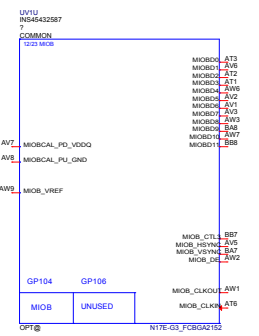 UV1U
INS45432587
?
COMMON
12/23 MIOB
MIOBD0 AT3
MIOBD1 AV6
MIOBD2 AT2
MIOBD3 AT1
MIOBD4 AW6
MIOBD5 AV2
MIOBD6 AV1
MIOBD7 AV3
MIOBD8 AW3
MIOBD9 BA8
MIOBD10 AW7
MIOBD11 BB8
AV7 MIOBCAL_PD_VDDQ
AV8 MIOBCAL_PU_GND
AW9 MIOB_VREF
MIOB_CTL3 BB7
MIOB_HSYNC AV5
MIOB_VSYNC BA7
MIOB_DE AW2
MIOB_CLKOUT AW1
MIOB_CLKIN AT6
GP104 GP106
MIOB UNUSED
OPT@ N17E-G3_FCBGA2152